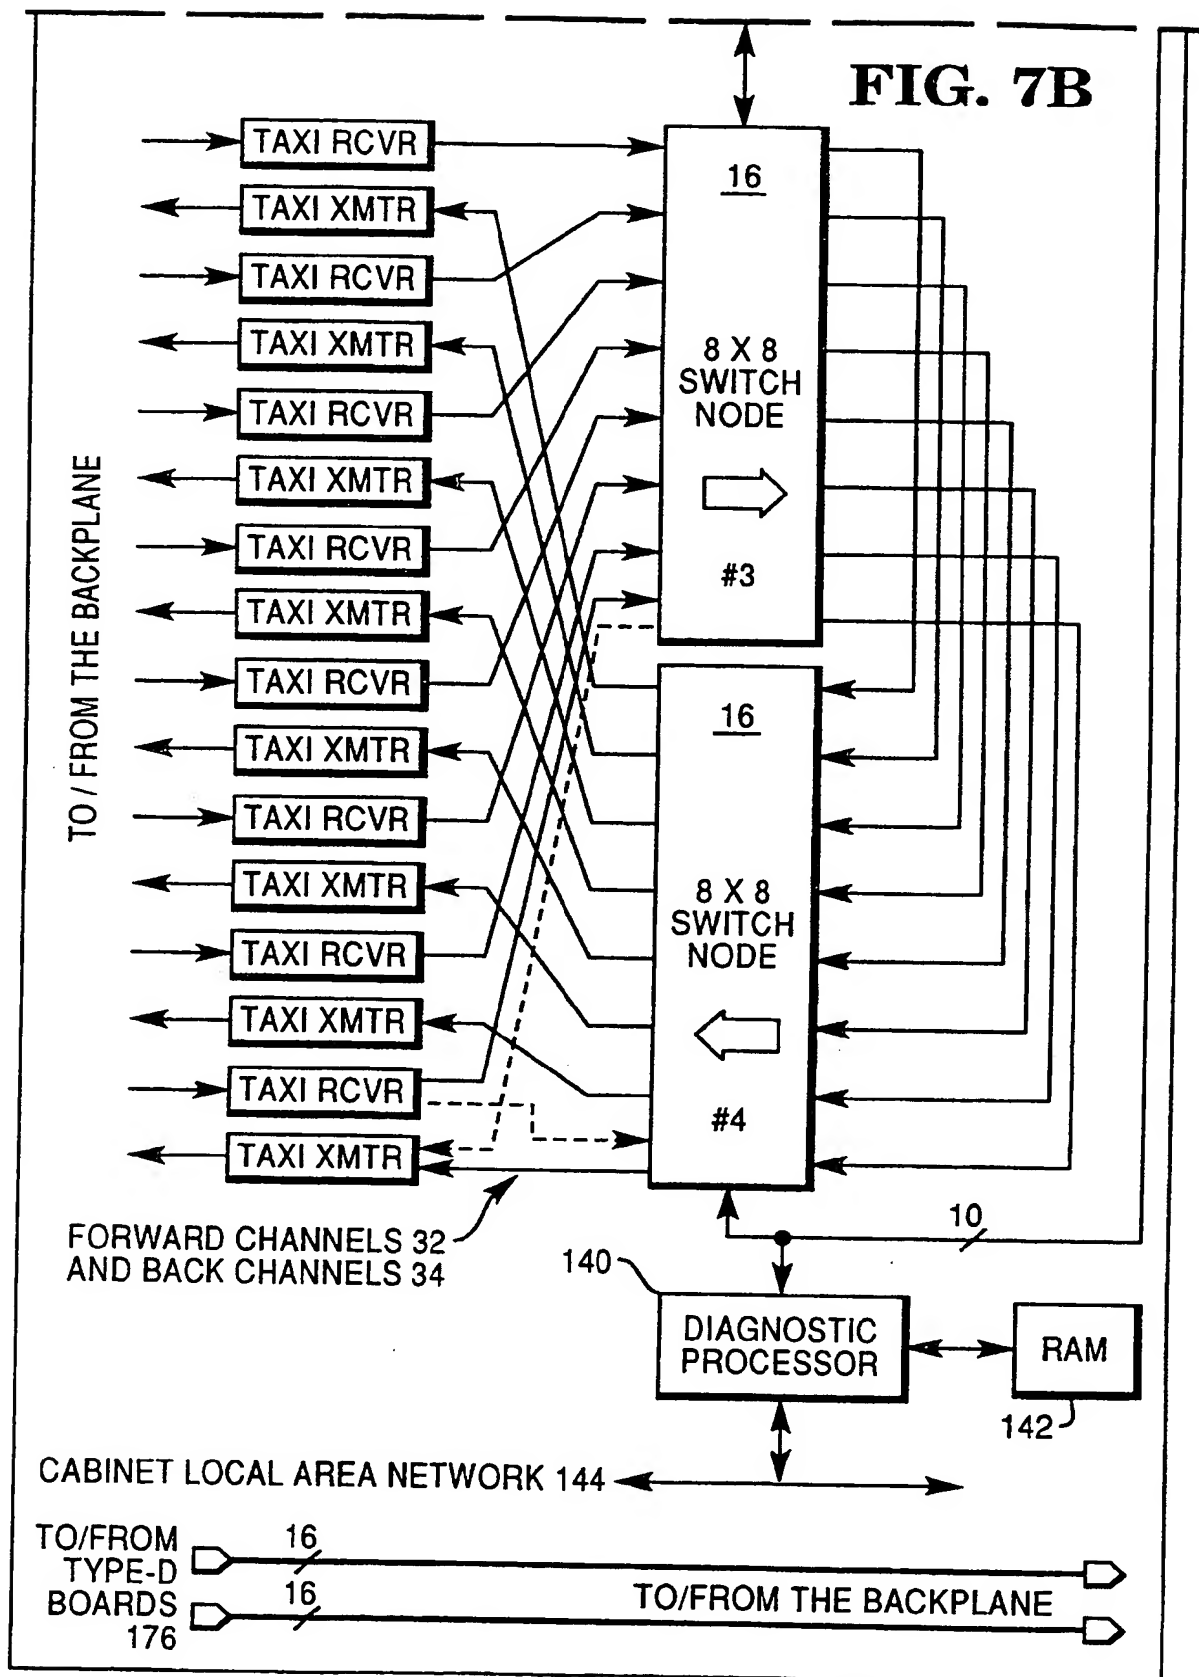 FIG. 7B
TAXI RCVR
TAXI XMTR
TAXI RCVR
TAXI XMTR
TAXI RCVR
TAXI XMTR
TAXI RCVR
TAXI XMTR
TAXI RCVR
TAXI XMTR
TAXI RCVR
TAXI XMTR
TAXI RCVR
TAXI XMTR
TAXI RCVR
TAXI XMTR
TO / FROM THE BACKPLANE
16
8 X 8
SWITCH
NODE
#3
16
8 X 8
SWITCH
NODE
#4
FORWARD CHANNELS 32
AND BACK CHANNELS 34
10
140
DIAGNOSTIC
PROCESSOR
RAM
142
CABINET LOCAL AREA NETWORK 144
TO/FROM
TYPE-D
BOARDS
176
16
16
TO/FROM THE BACKPLANE